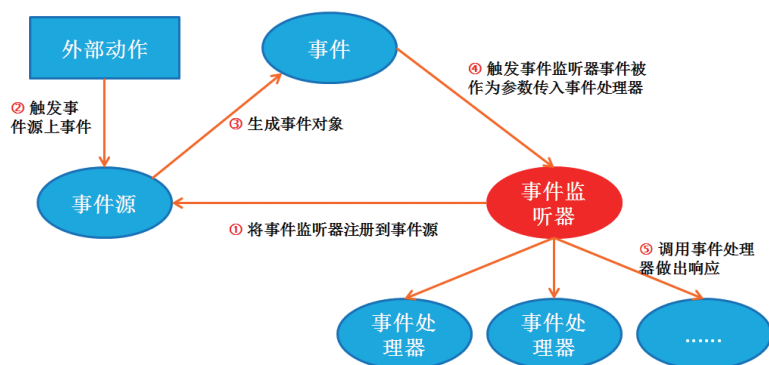 外部动作
事件
④ 触发事件监听器事件被
作为参数传入事件处理器
② 触发事
件源上事件
③ 生成事件对象
事件源
事件监
听器
① 将事件监听器注册到事件源
⑤ 调用事件处理
器做出响应
事件处
理器
事件处
理器
……